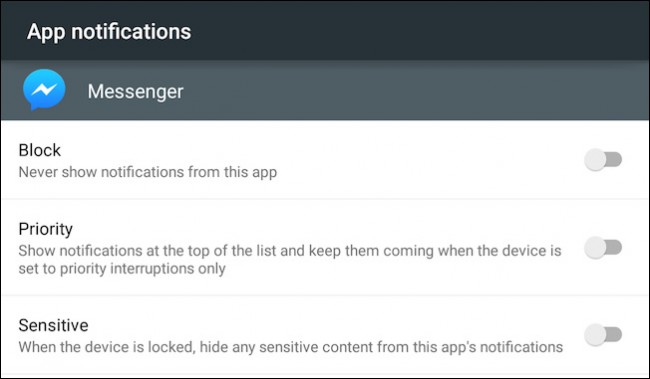 App notifications
Messenger
Block
Never show notifications from this app
Priority
Show notifications at the top of the list and keep them coming when the device is
set to priority interruptions only
Sensitive
When the device is locked, hide any sensitive content from this app's notifications